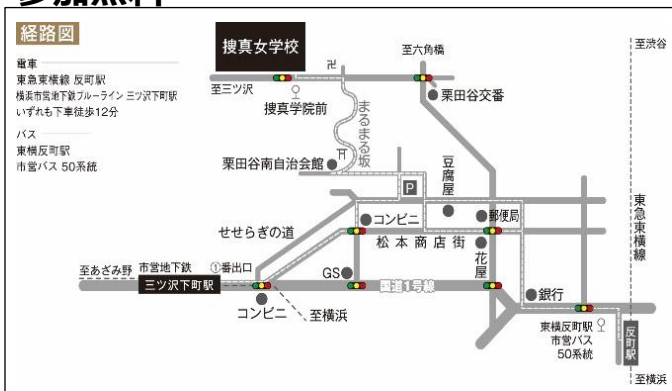 参加無料
経路図
電車
東急東横線 反町駅
横浜市営地下鉄ブルーライン 三ツ沢下町駅
いずれも下車徒歩12分
バス
東横反町駅
市営バス 50系統
捜真女学校
至三ツ沢
捜真学院前
卍
至六角橋
栗田谷交番
至渋谷
まるまる坂
栗田谷南自治会館
P
豆腐屋
コンビニ
郵便局
せせらぎの道
松本商店街
花屋
東急東横線
至あざみ野
市営地下鉄
①番出口
三ツ沢下町駅
GS
国道1号線
コンビニ
至横浜
銀行
東横反町駅
市営バス
50系統
反町駅
至横浜